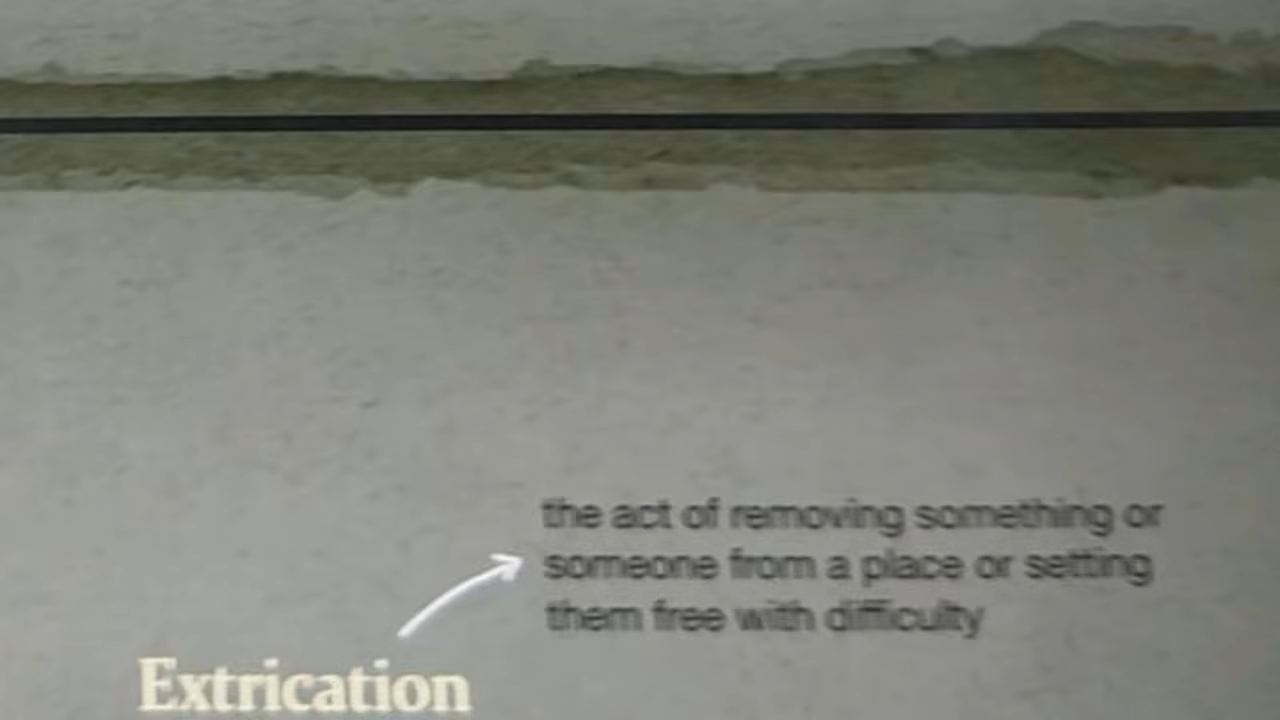 the act of removing something or
someone from a place or setting
them free with difficulty
Extrication